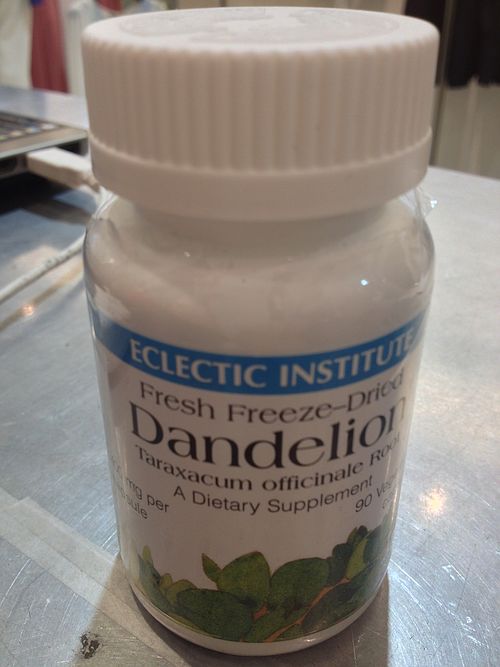 ECLECTIC INSTITUTE
Fresh Freeze-Dried
Dandelion
Taraxacum officinale Root
A Dietary Supplement
mg per
90